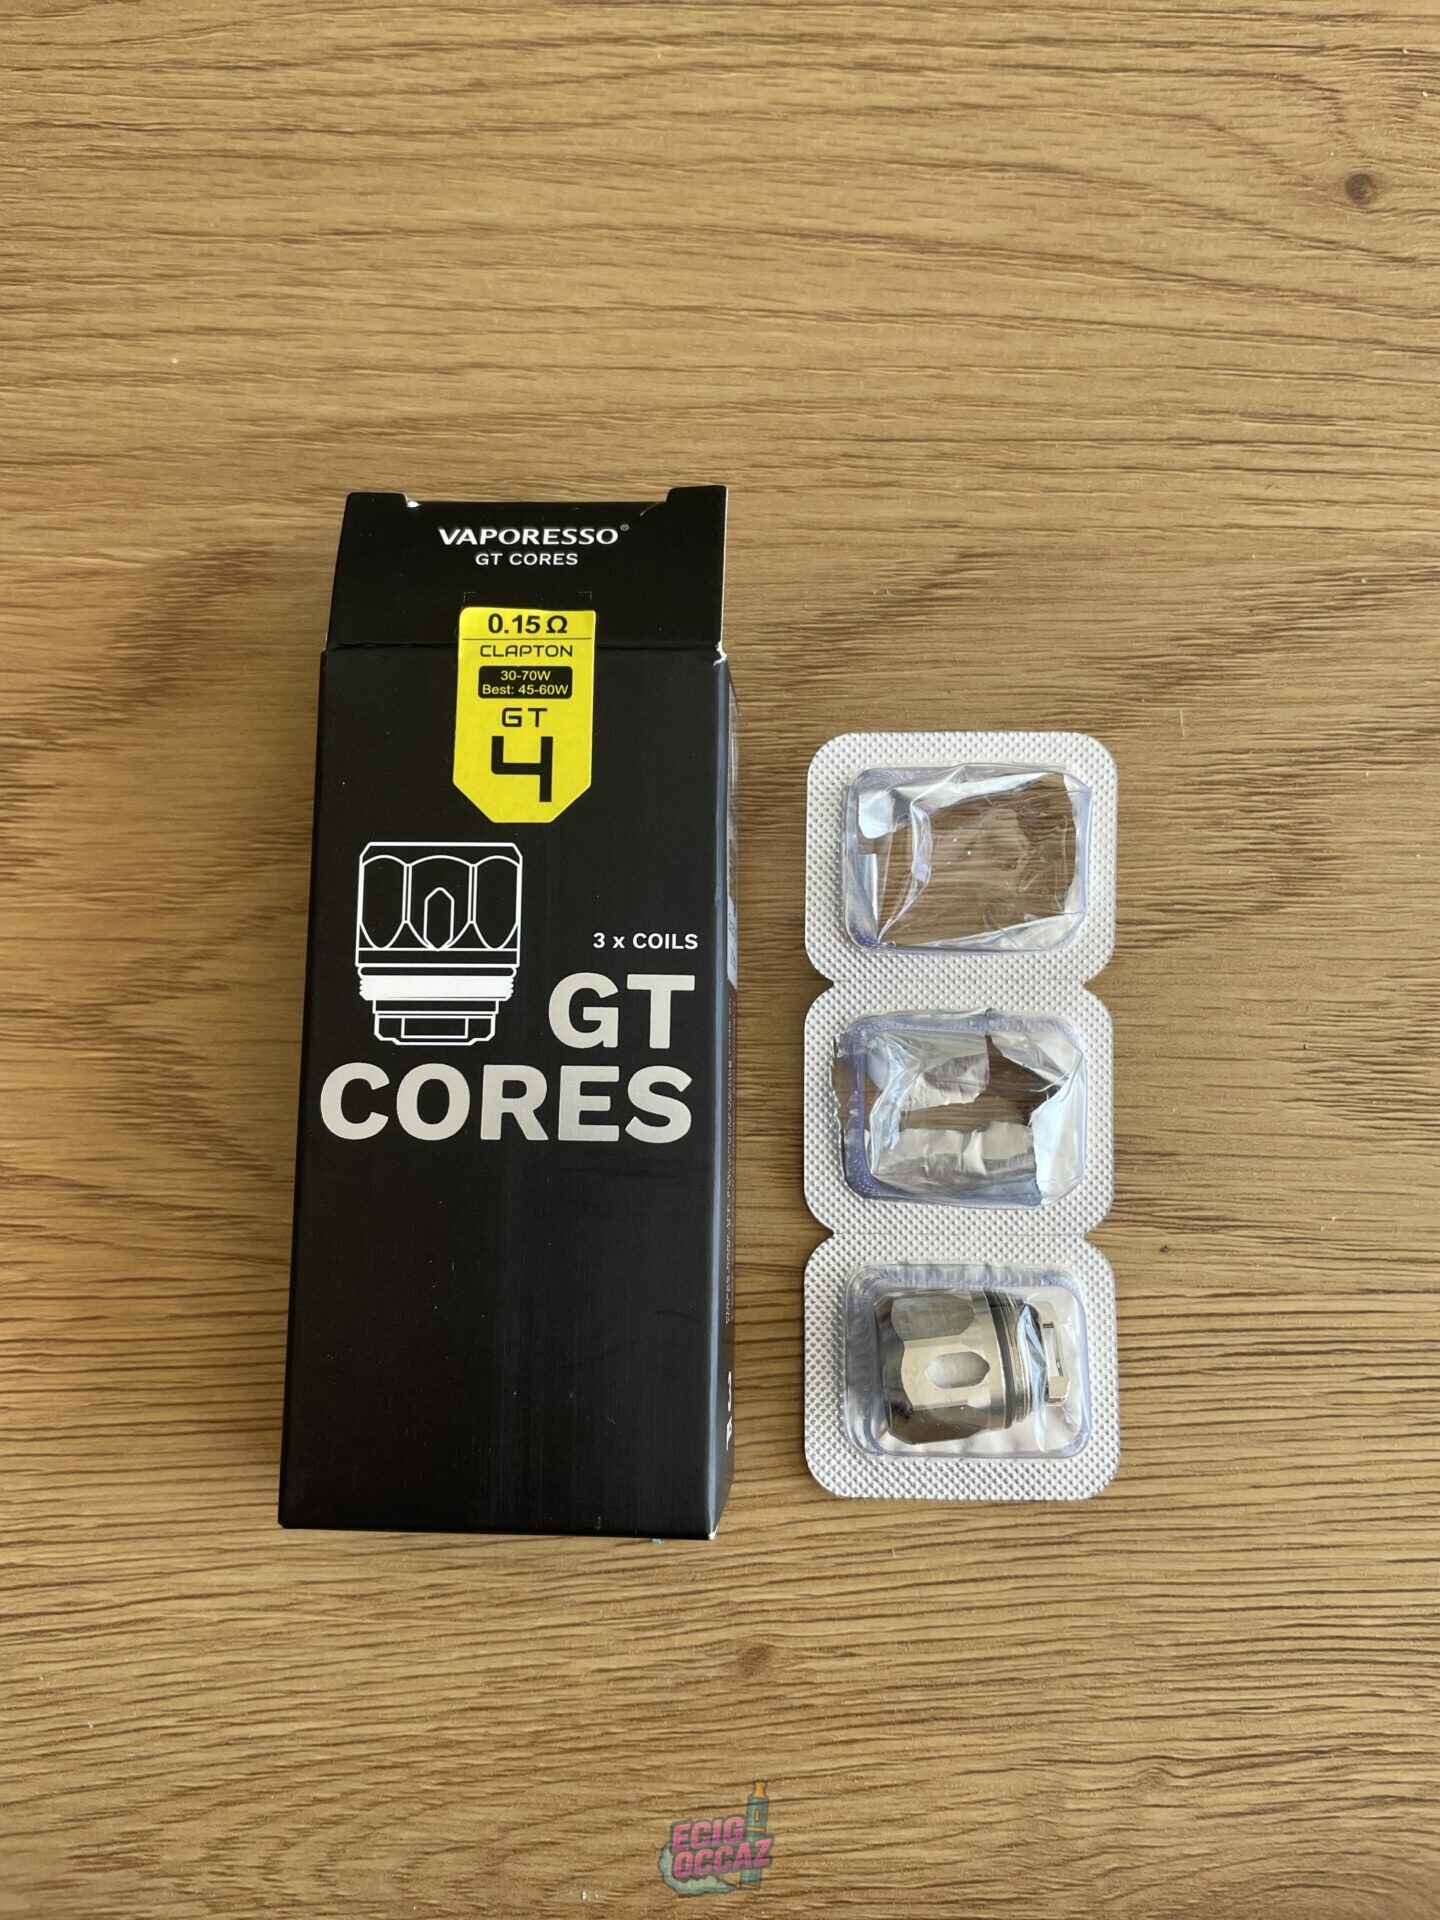 VAPORESSO®
GT CORES
0.15Ω
CLAPTON
30-70W
Best: 45-60W
GT
4
3 x COILS
GT
CORES
ECIG
OCCAZ